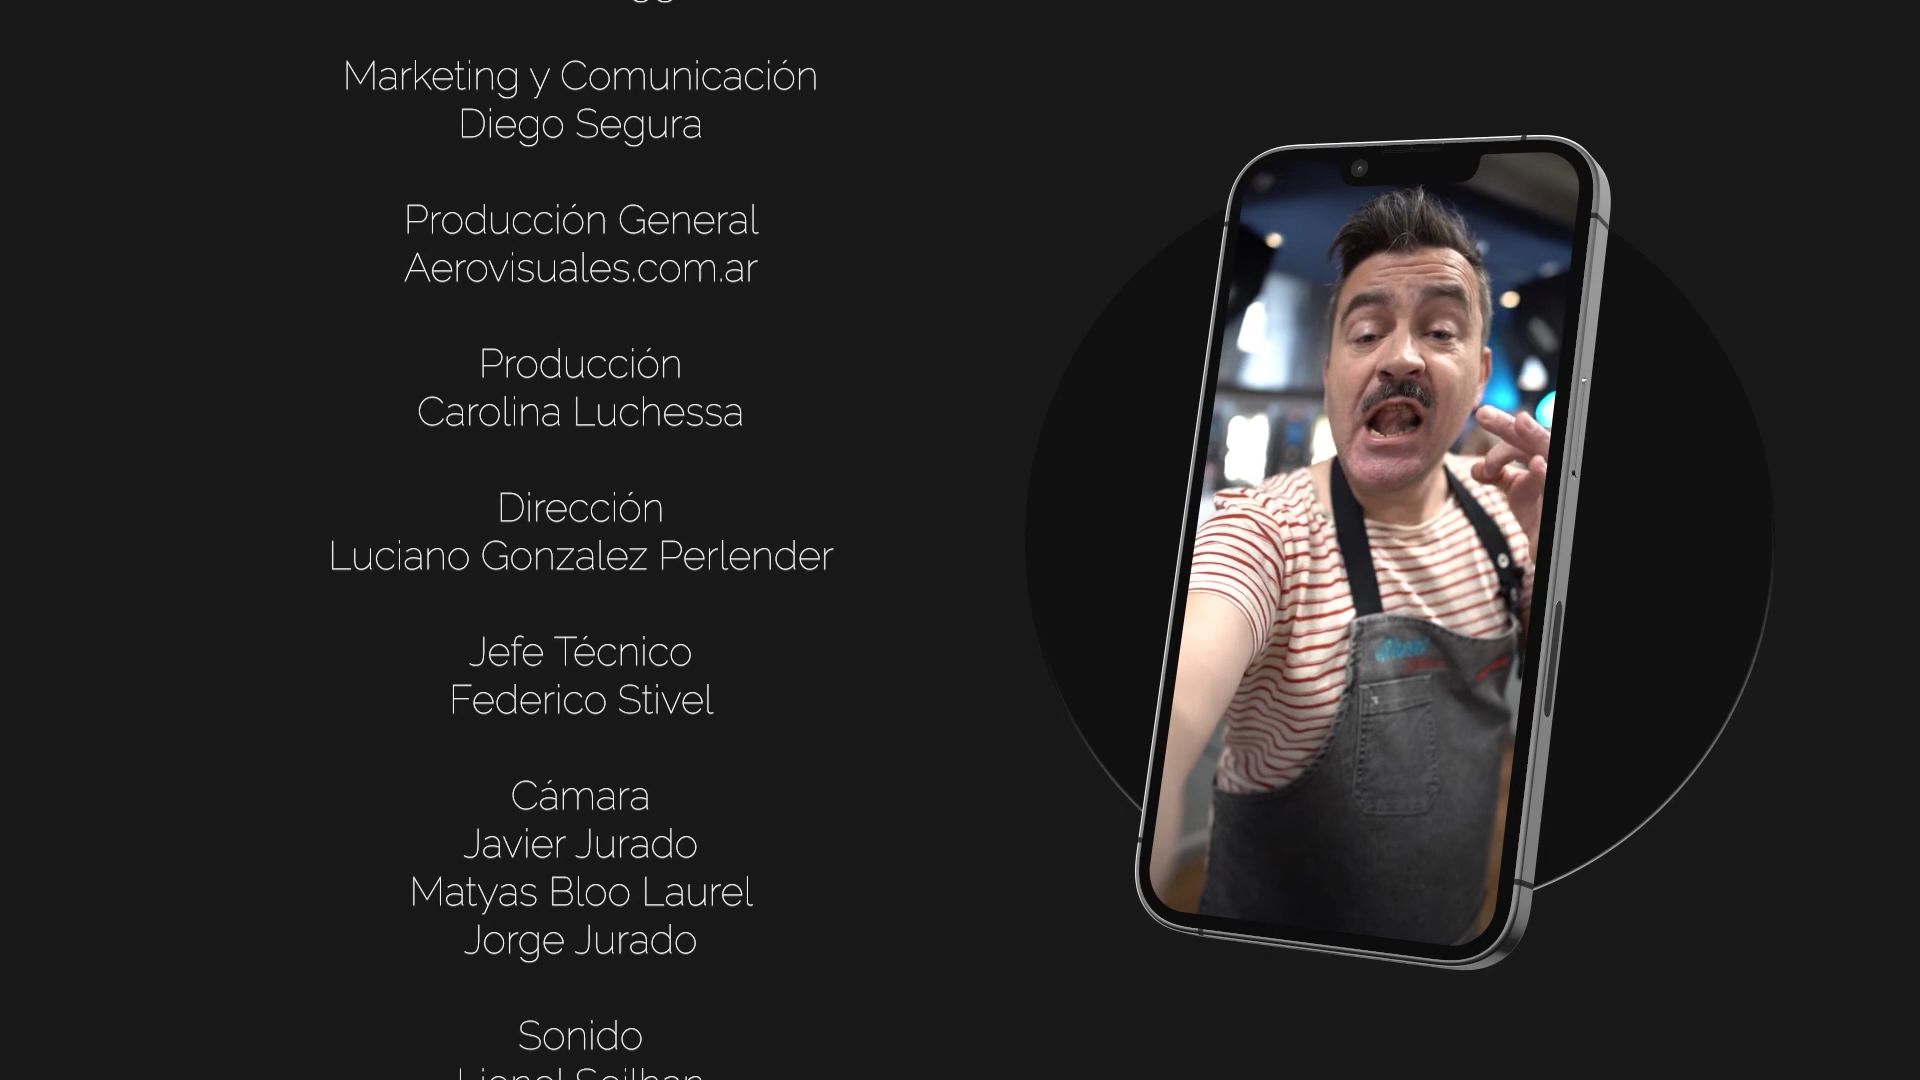 Marketing y Comunicación
Diego Segura
Producción General
Aerovisuales.com.ar
Producción
Carolina Luchessa
Dirección
Luciano Gonzalez Perlender
Jefe Técnico
Federico Stivel
Cámara
Javier Jurado
Matyas Bloo Laurel
Jorge Jurado
Sonido